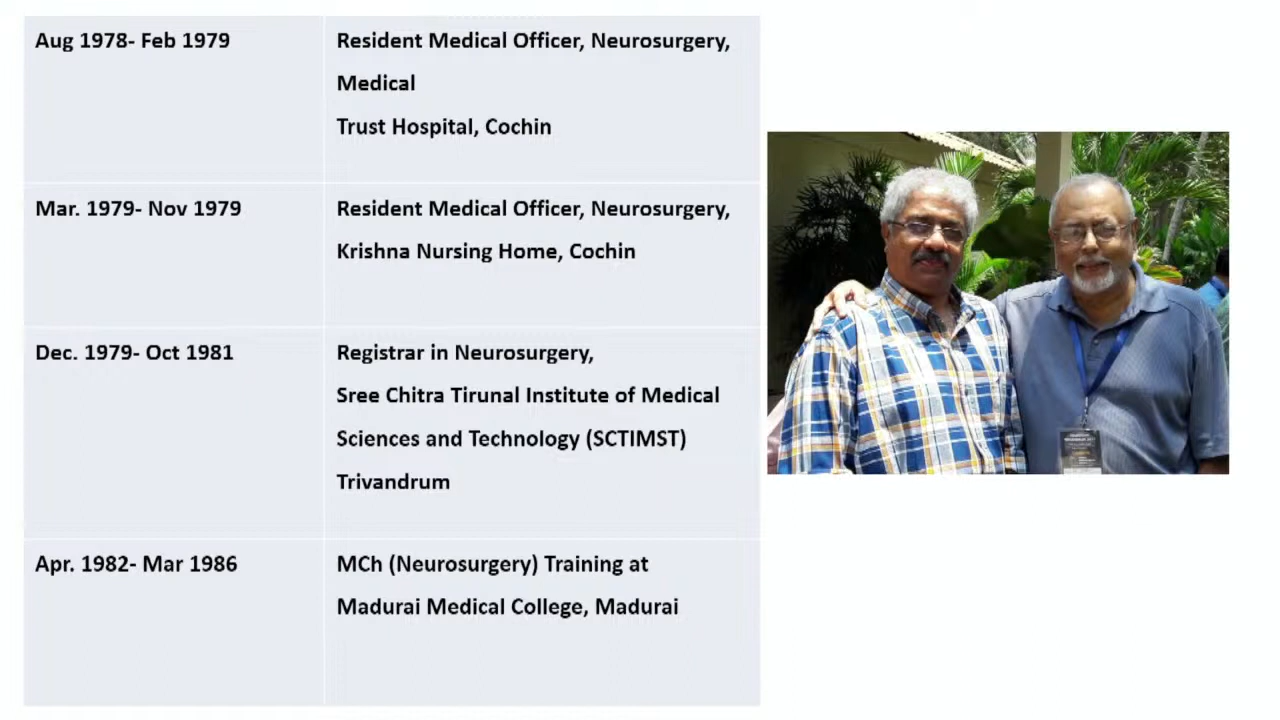 Aug 1978- Feb 1979
Resident Medical Officer, Neurosurgery,
Medical
Trust Hospital, Cochin
Mar. 1979- Nov 1979
Resident Medical Officer, Neurosurgery,
Krishna Nursing Home, Cochin
Dec. 1979- Oct 1981
Registrar in Neurosurgery,
Sree Chitra Tirunal Institute of Medical
Sciences and Technology (SCTIMST)
Trivandrum
Apr. 1982- Mar 1986
MCh (Neurosurgery) Training at
Madurai Medical College, Madurai